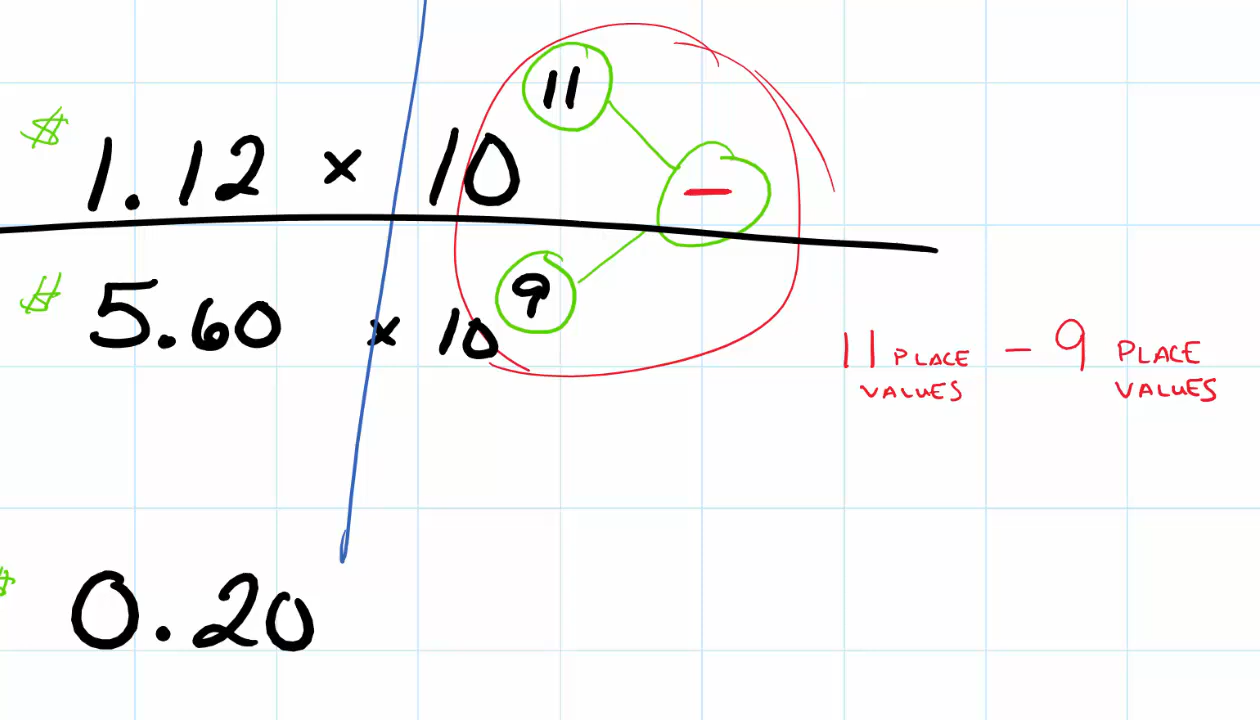 $ 1.12 × 10 11
−
$ 5.60 × 10 9
11 PLACE VALUES − 9 PLACE VALUES
$ 0.20